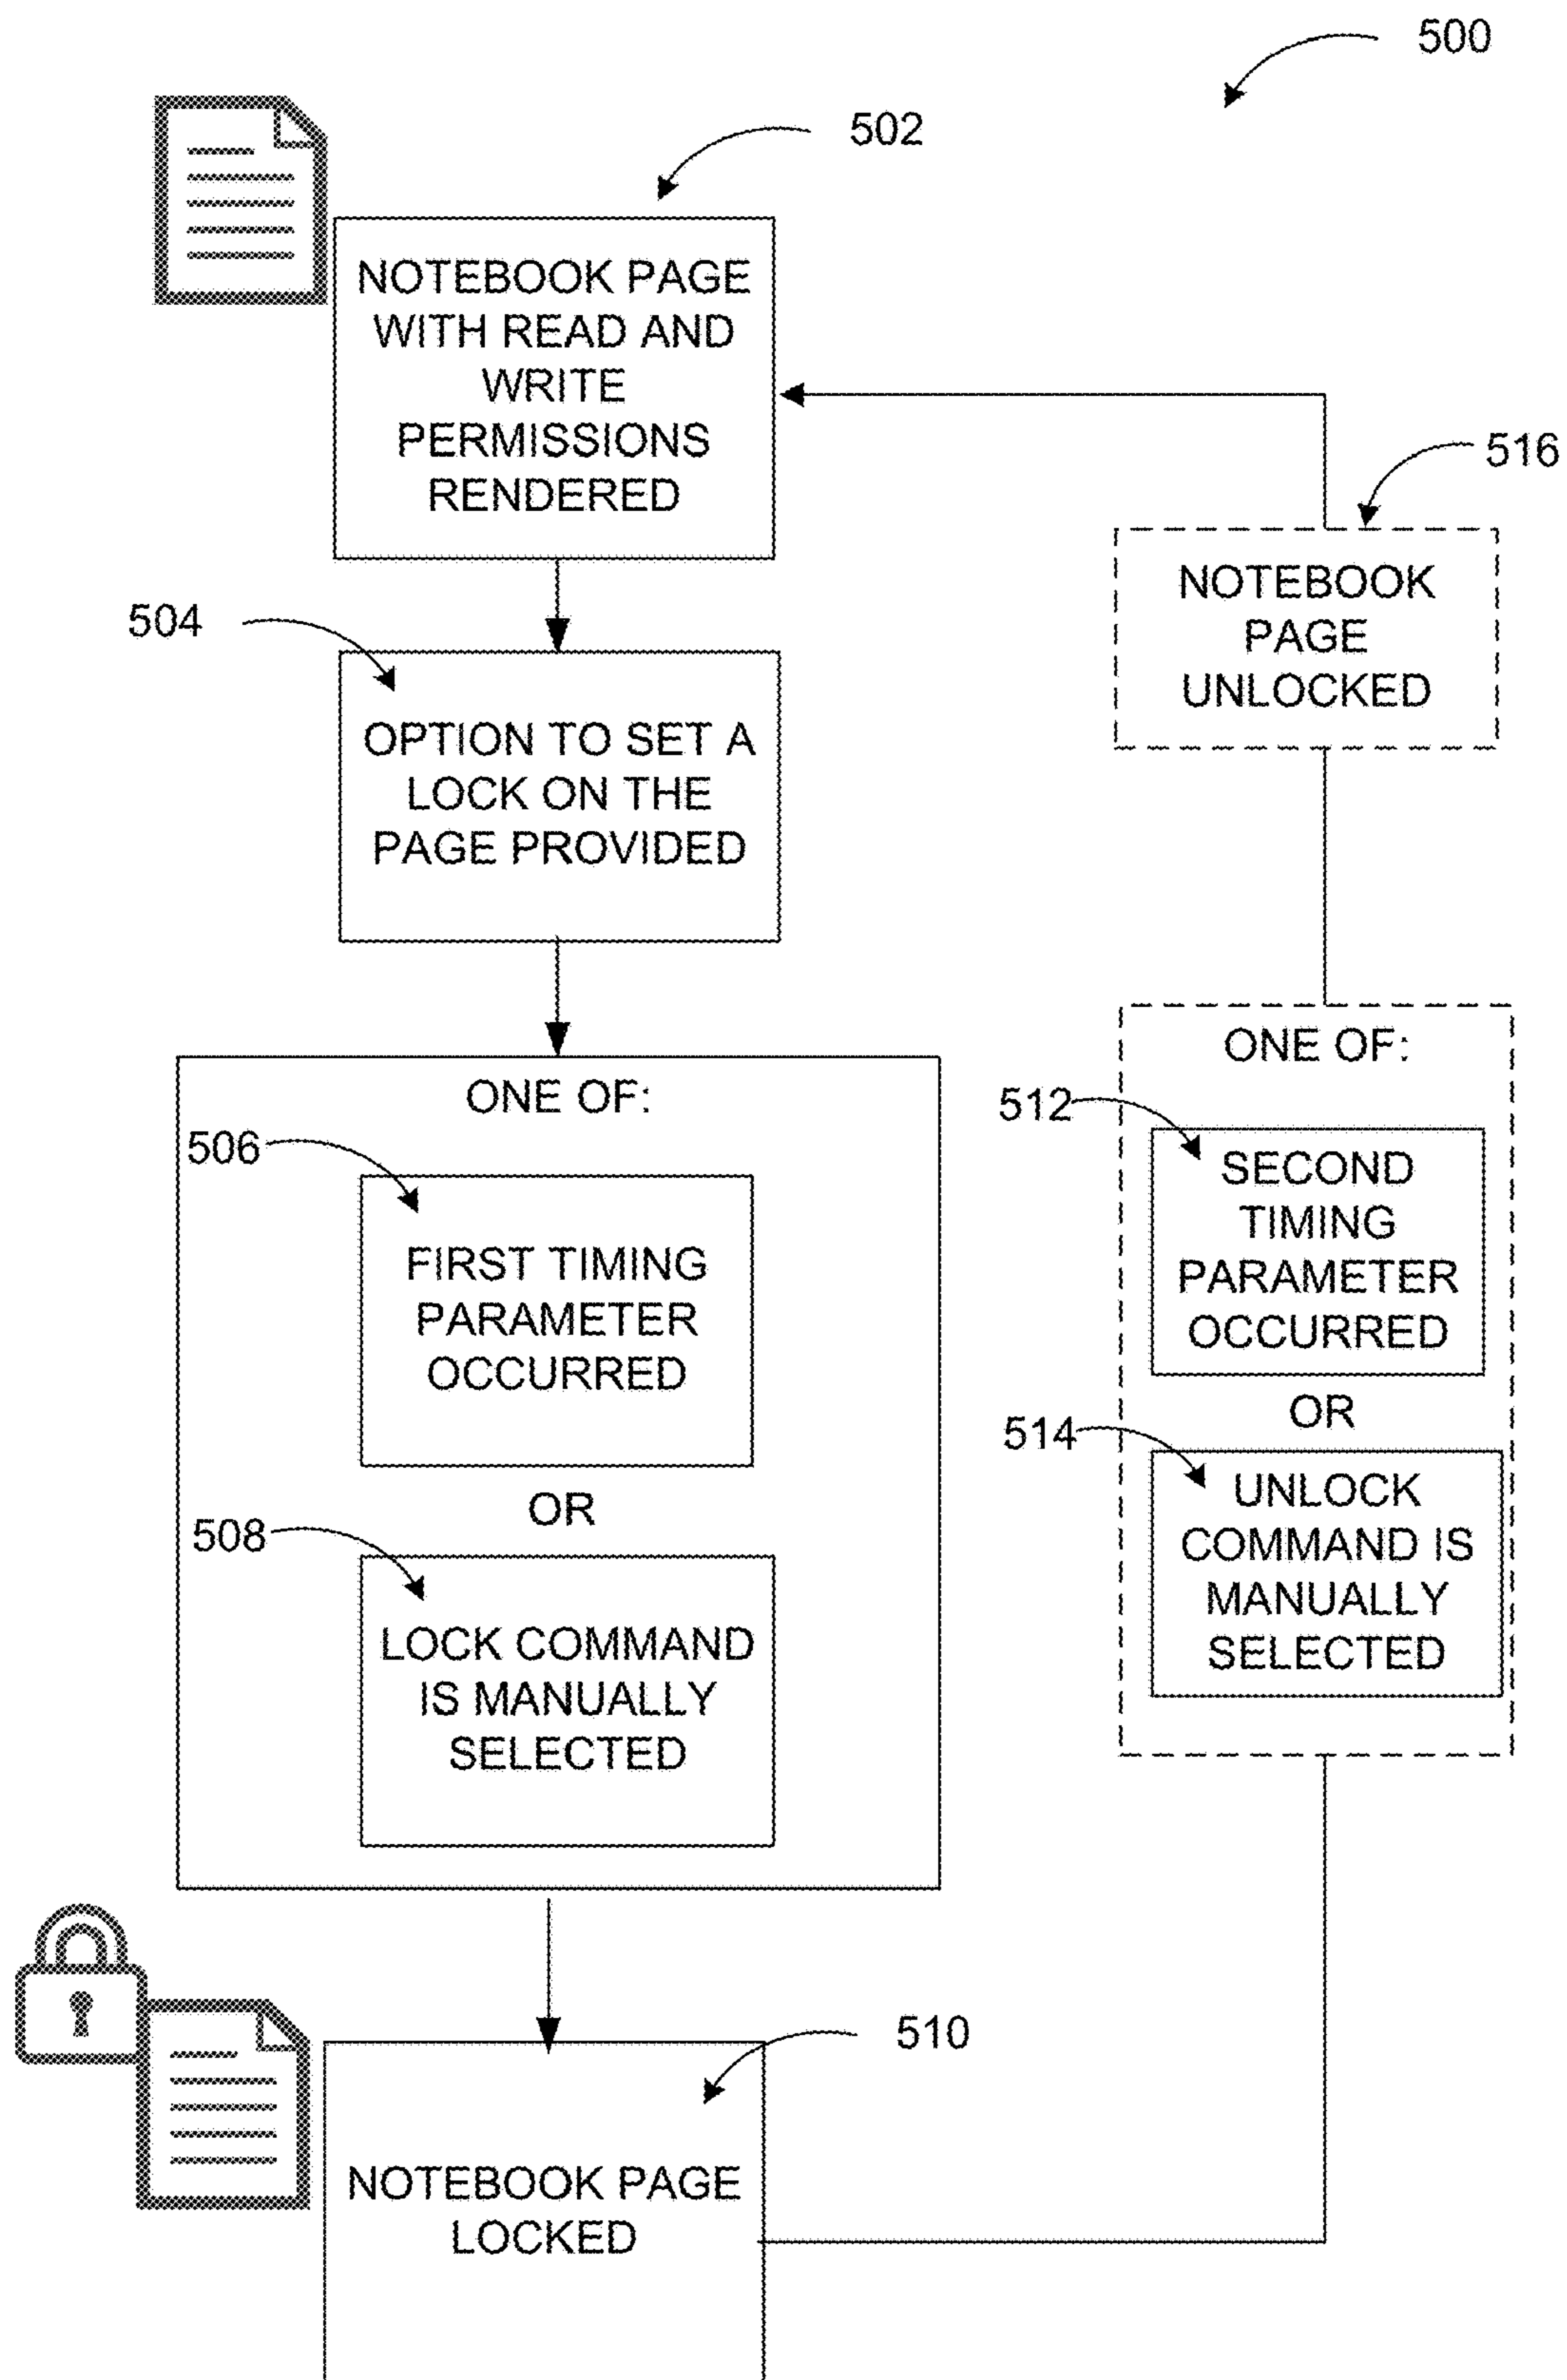 500
502
NOTEBOOK PAGE
WITH READ AND
WRITE
PERMISSIONS
RENDERED
516
NOTEBOOK
PAGE
UNLOCKED
504
OPTION TO SET A
LOCK ON THE
PAGE PROVIDED
ONE OF:
506
FIRST TIMING
PARAMETER
OCCURRED
OR
508
LOCK COMMAND
IS MANUALLY
SELECTED
ONE OF:
512
SECOND
TIMING
PARAMETER
OCCURRED
OR
514
UNLOCK
COMMAND IS
MANUALLY
SELECTED
510
NOTEBOOK PAGE
LOCKED